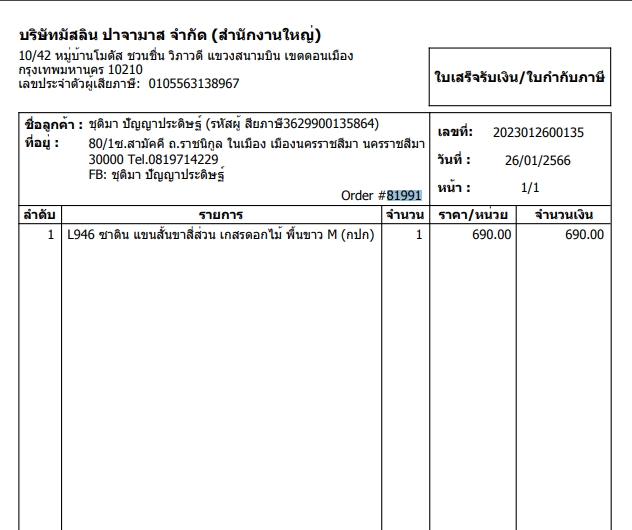 บริษัทมัสลิน ปาจามาส จำกัด (สำนักงานใหญ่)
10/42 หมู่บ้านโมดัส ชวนชื่น วิภาวดี แขวงสนามบิน เขตดอนเมือง
กรุงเทพมหานคร 10210
เลขประจำตัวผู้เสียภาษี: 0105563138967
ใบเสร็จรับเงิน/ใบกำกับภาษี
ชื่อลูกค้า : ชุติมา ปัญญาประดิษฐ์ (รหัสผู้ สียภาษี3629900135864)
ที่อยู่ : 80/1ซ.สามัคคี ถ.ราชนิกูล ในเมือง เมืองนครราชสีมา นครราชสีมา
30000 Tel.0819714229
FB: ชุติมา ปัญญาประดิษฐ์
Order #81991
เลขที่: 2023012600135
วันที่ : 26/01/2566
หน้า : 1/1
ลำดับ รายการ จำนวน ราคา/หน่วย จำนวนเงิน
1 L946 ซาติน แขนสั้นขาสี่ส่วน เกสรดอกไม้ พื้นขาว M (กปก) 1 690.00 690.00